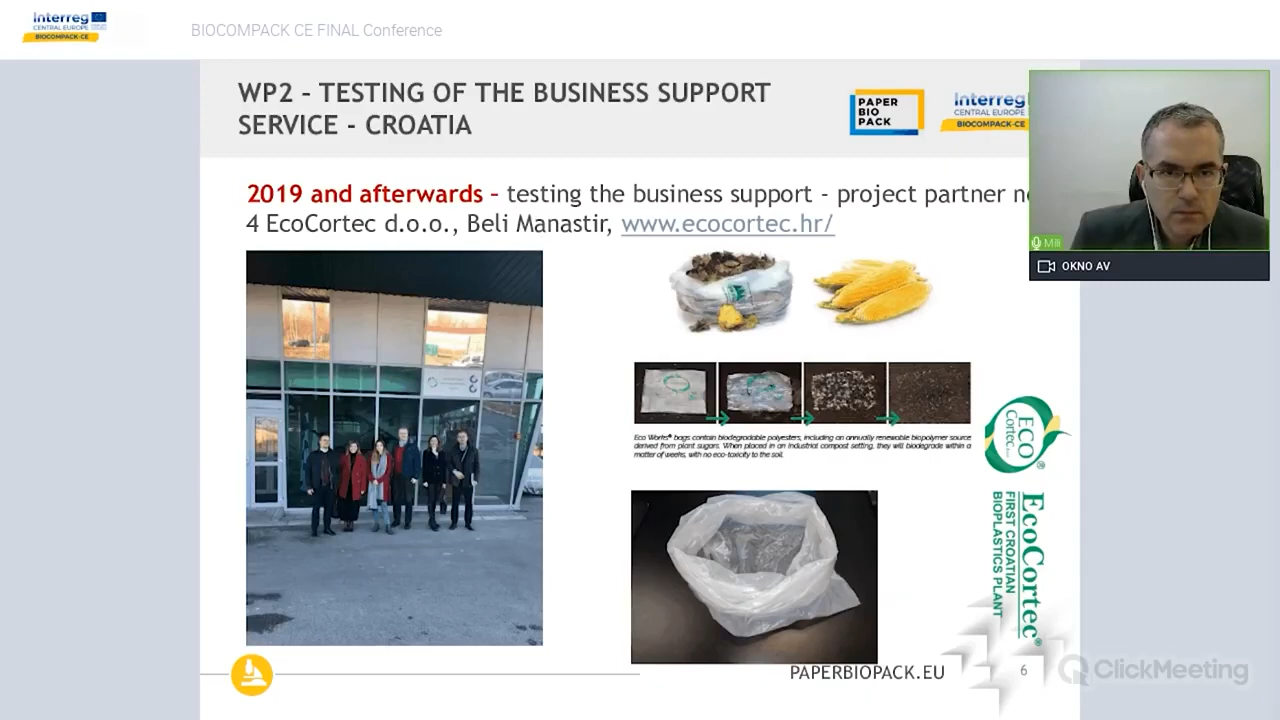 Interreg
CENTRAL EUROPE
BIOCOMPACK-CE
BIOCOMPACK CE FINAL Conference
WP2 – TESTING OF THE BUSINESS SUPPORT
SERVICE - CROATIA
PAPER
BIO
PACK
Interreg
CENTRAL EUROPE
BIOCOMPACK-CE
Mili
OKNO AV
2019 and afterwards – testing the business support - project partner
4 EcoCortec d.o.o., Beli Manastir, www.ecocortec.hr/
Eco Works® bags contain biodegradable polyesters, including an annually renewable biopolymer source
derived from plant sugars. When placed in an industrial compost setting, they will biodegrade within a
matter of weeks, with no eco-toxicity to the soil.
ECO
Cortec
®
EcoCortec®
FIRST CROATIAN
BIOPLASTICS PLANT
PAPERBIOPACK.EU
6
ClickMeeting